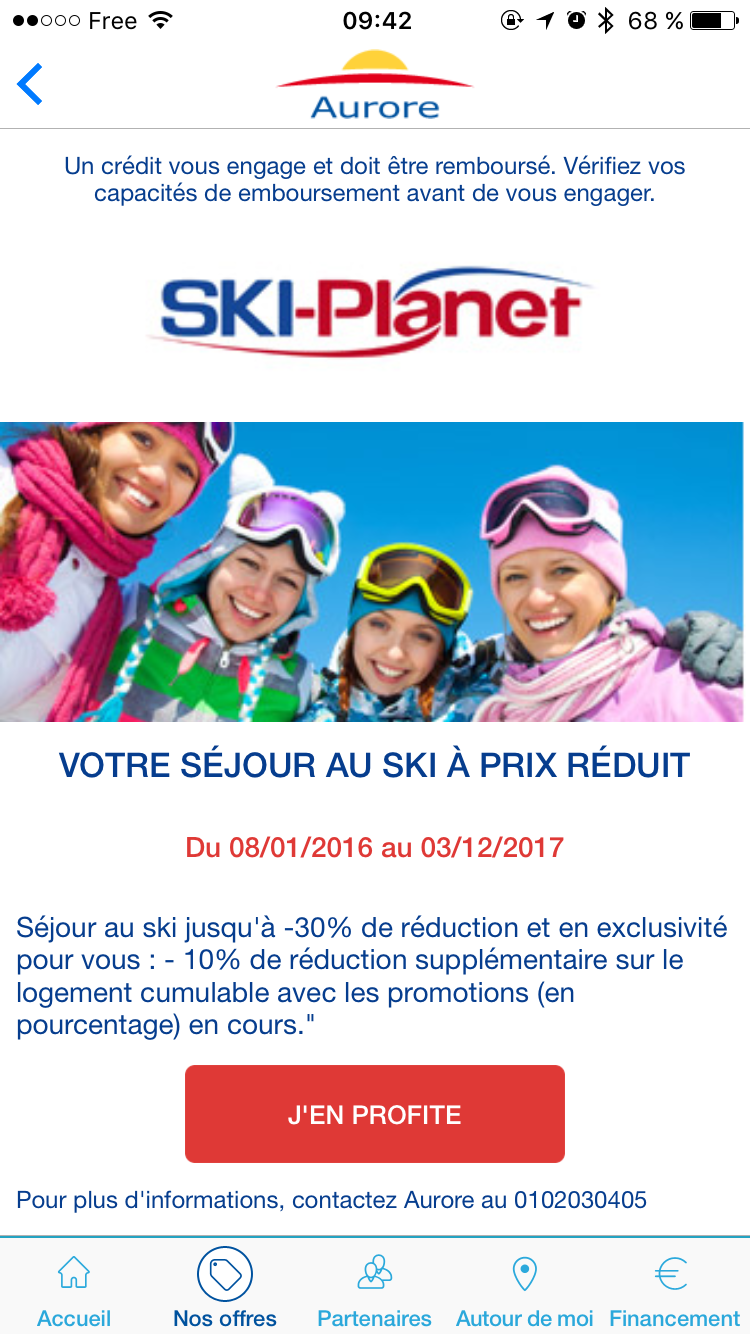 Free 09:42 68 %
Aurore
Un crédit vous engage et doit être remboursé. Vérifiez vos
capacités de emboursement avant de vous engager.
SKI-Planet
VOTRE SÉJOUR AU SKI À PRIX RÉDUIT
Du 08/01/2016 au 03/12/2017
Séjour au ski jusqu'à -30% de réduction et en exclusivité
pour vous : - 10% de réduction supplémentaire sur le
logement cumulable avec les promotions (en
pourcentage) en cours."
J'EN PROFITE
Pour plus d'informations, contactez Aurore au 0102030405
Accueil Nos offres Partenaires Autour de moi Financement